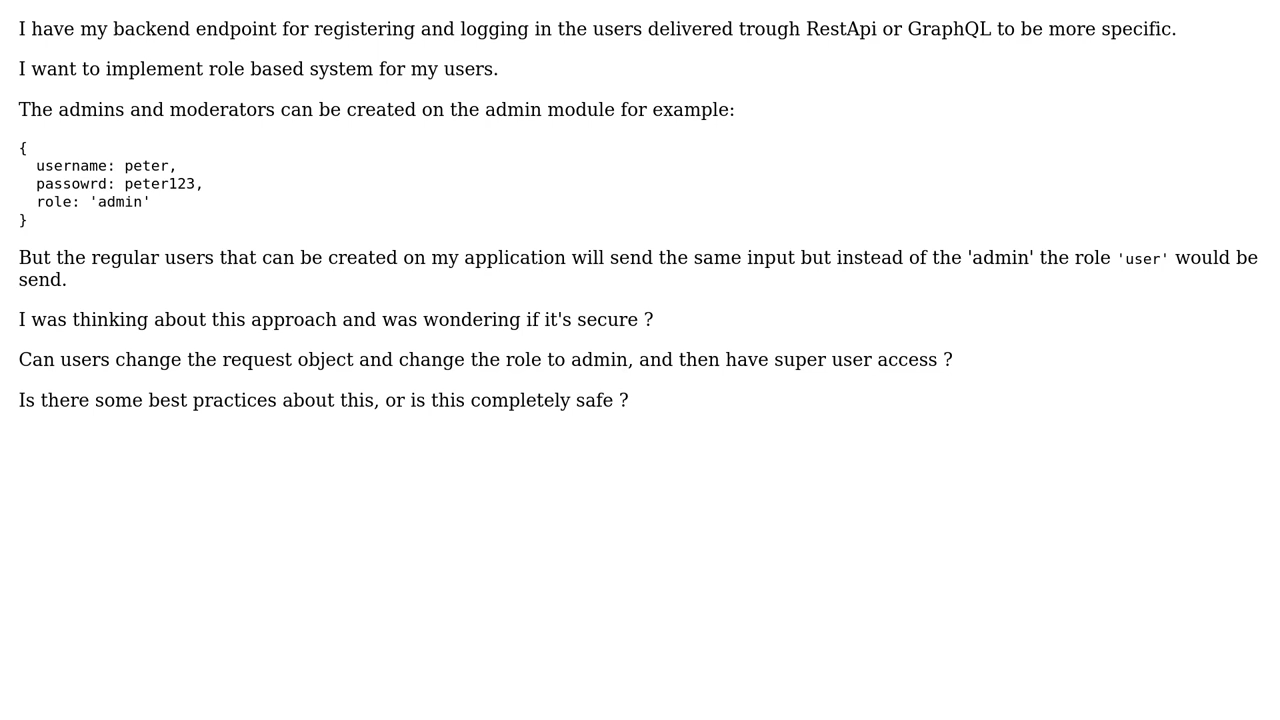 I have my backend endpoint for registering and logging in the users delivered trough RestApi or GraphQL to be more specific.
I want to implement role based system for my users.
The admins and moderators can be created on the admin module for example:
{
  username: peter,
  passowrd: peter123,
  role: 'admin'
}
But the regular users that can be created on my application will send the same input but instead of the 'admin' the role 'user' would be
send.
I was thinking about this approach and was wondering if it's secure ?
Can users change the request object and change the role to admin, and then have super user access ?
Is there some best practices about this, or is this completely safe ?